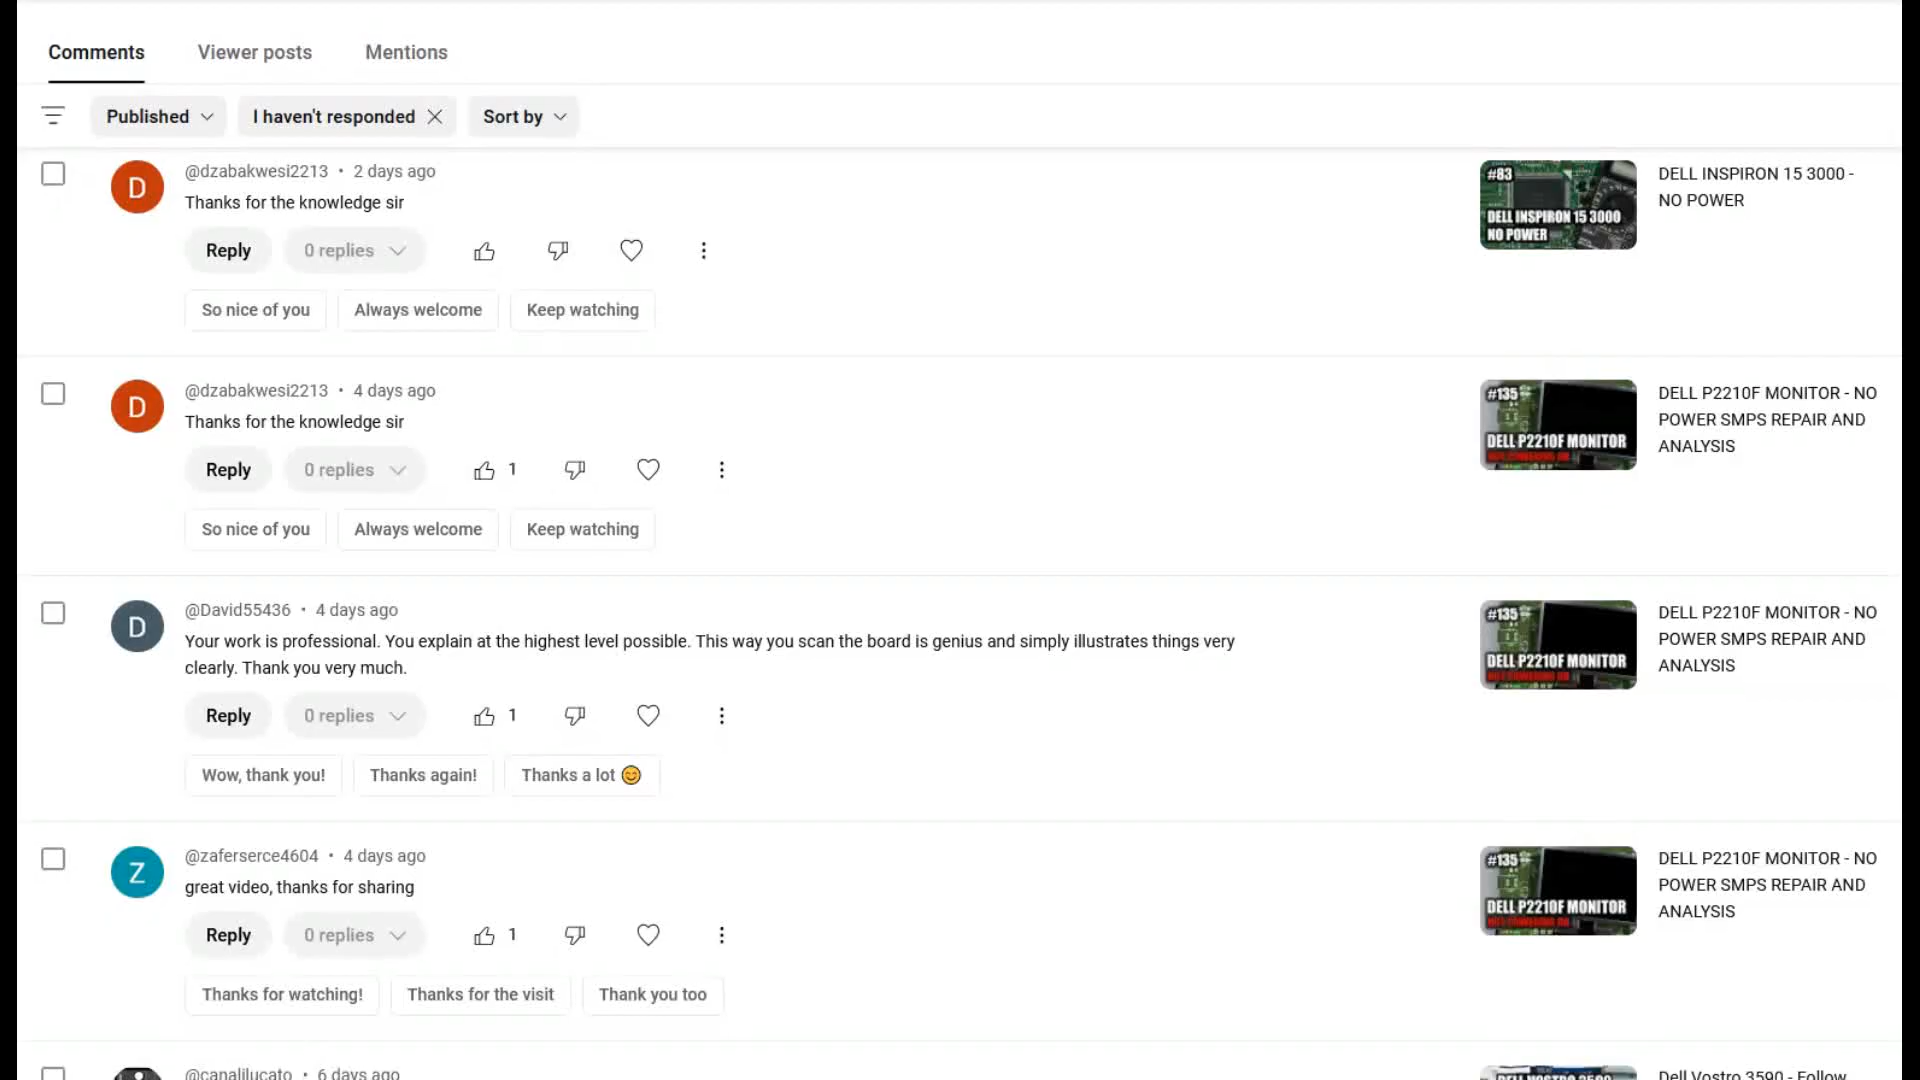 Comments Viewer posts Mentions
Published I haven't responded Sort by
D @dzabakwesi2213 • 2 days ago
Thanks for the knowledge sir
Reply 0 replies
So nice of you Always welcome Keep watching
#83
DELL INSPIRON 15 3000
NO POWER
DELL INSPIRON 15 3000 -
NO POWER
D @dzabakwesi2213 • 4 days ago
Thanks for the knowledge sir
Reply 0 replies 1
So nice of you Always welcome Keep watching
#135
DELL P2210F MONITOR
DELL P2210F MONITOR - NO
POWER SMPS REPAIR AND
ANALYSIS
D @David55436 • 4 days ago
Your work is professional. You explain at the highest level possible. This way you scan the board is genius and simply illustrates things very
clearly. Thank you very much.
Reply 0 replies 1
Wow, thank you! Thanks again! Thanks a lot 😊
#135
DELL P2210F MONITOR
DELL P2210F MONITOR - NO
POWER SMPS REPAIR AND
ANALYSIS
Z @zaferserce4604 • 4 days ago
great video, thanks for sharing
Reply 0 replies 1
Thanks for watching! Thanks for the visit Thank you too
#135
DELL P2210F MONITOR
DELL P2210F MONITOR - NO
POWER SMPS REPAIR AND
ANALYSIS
@canalilucato • 6 days ago
Dell Vostro 3590 - Follow